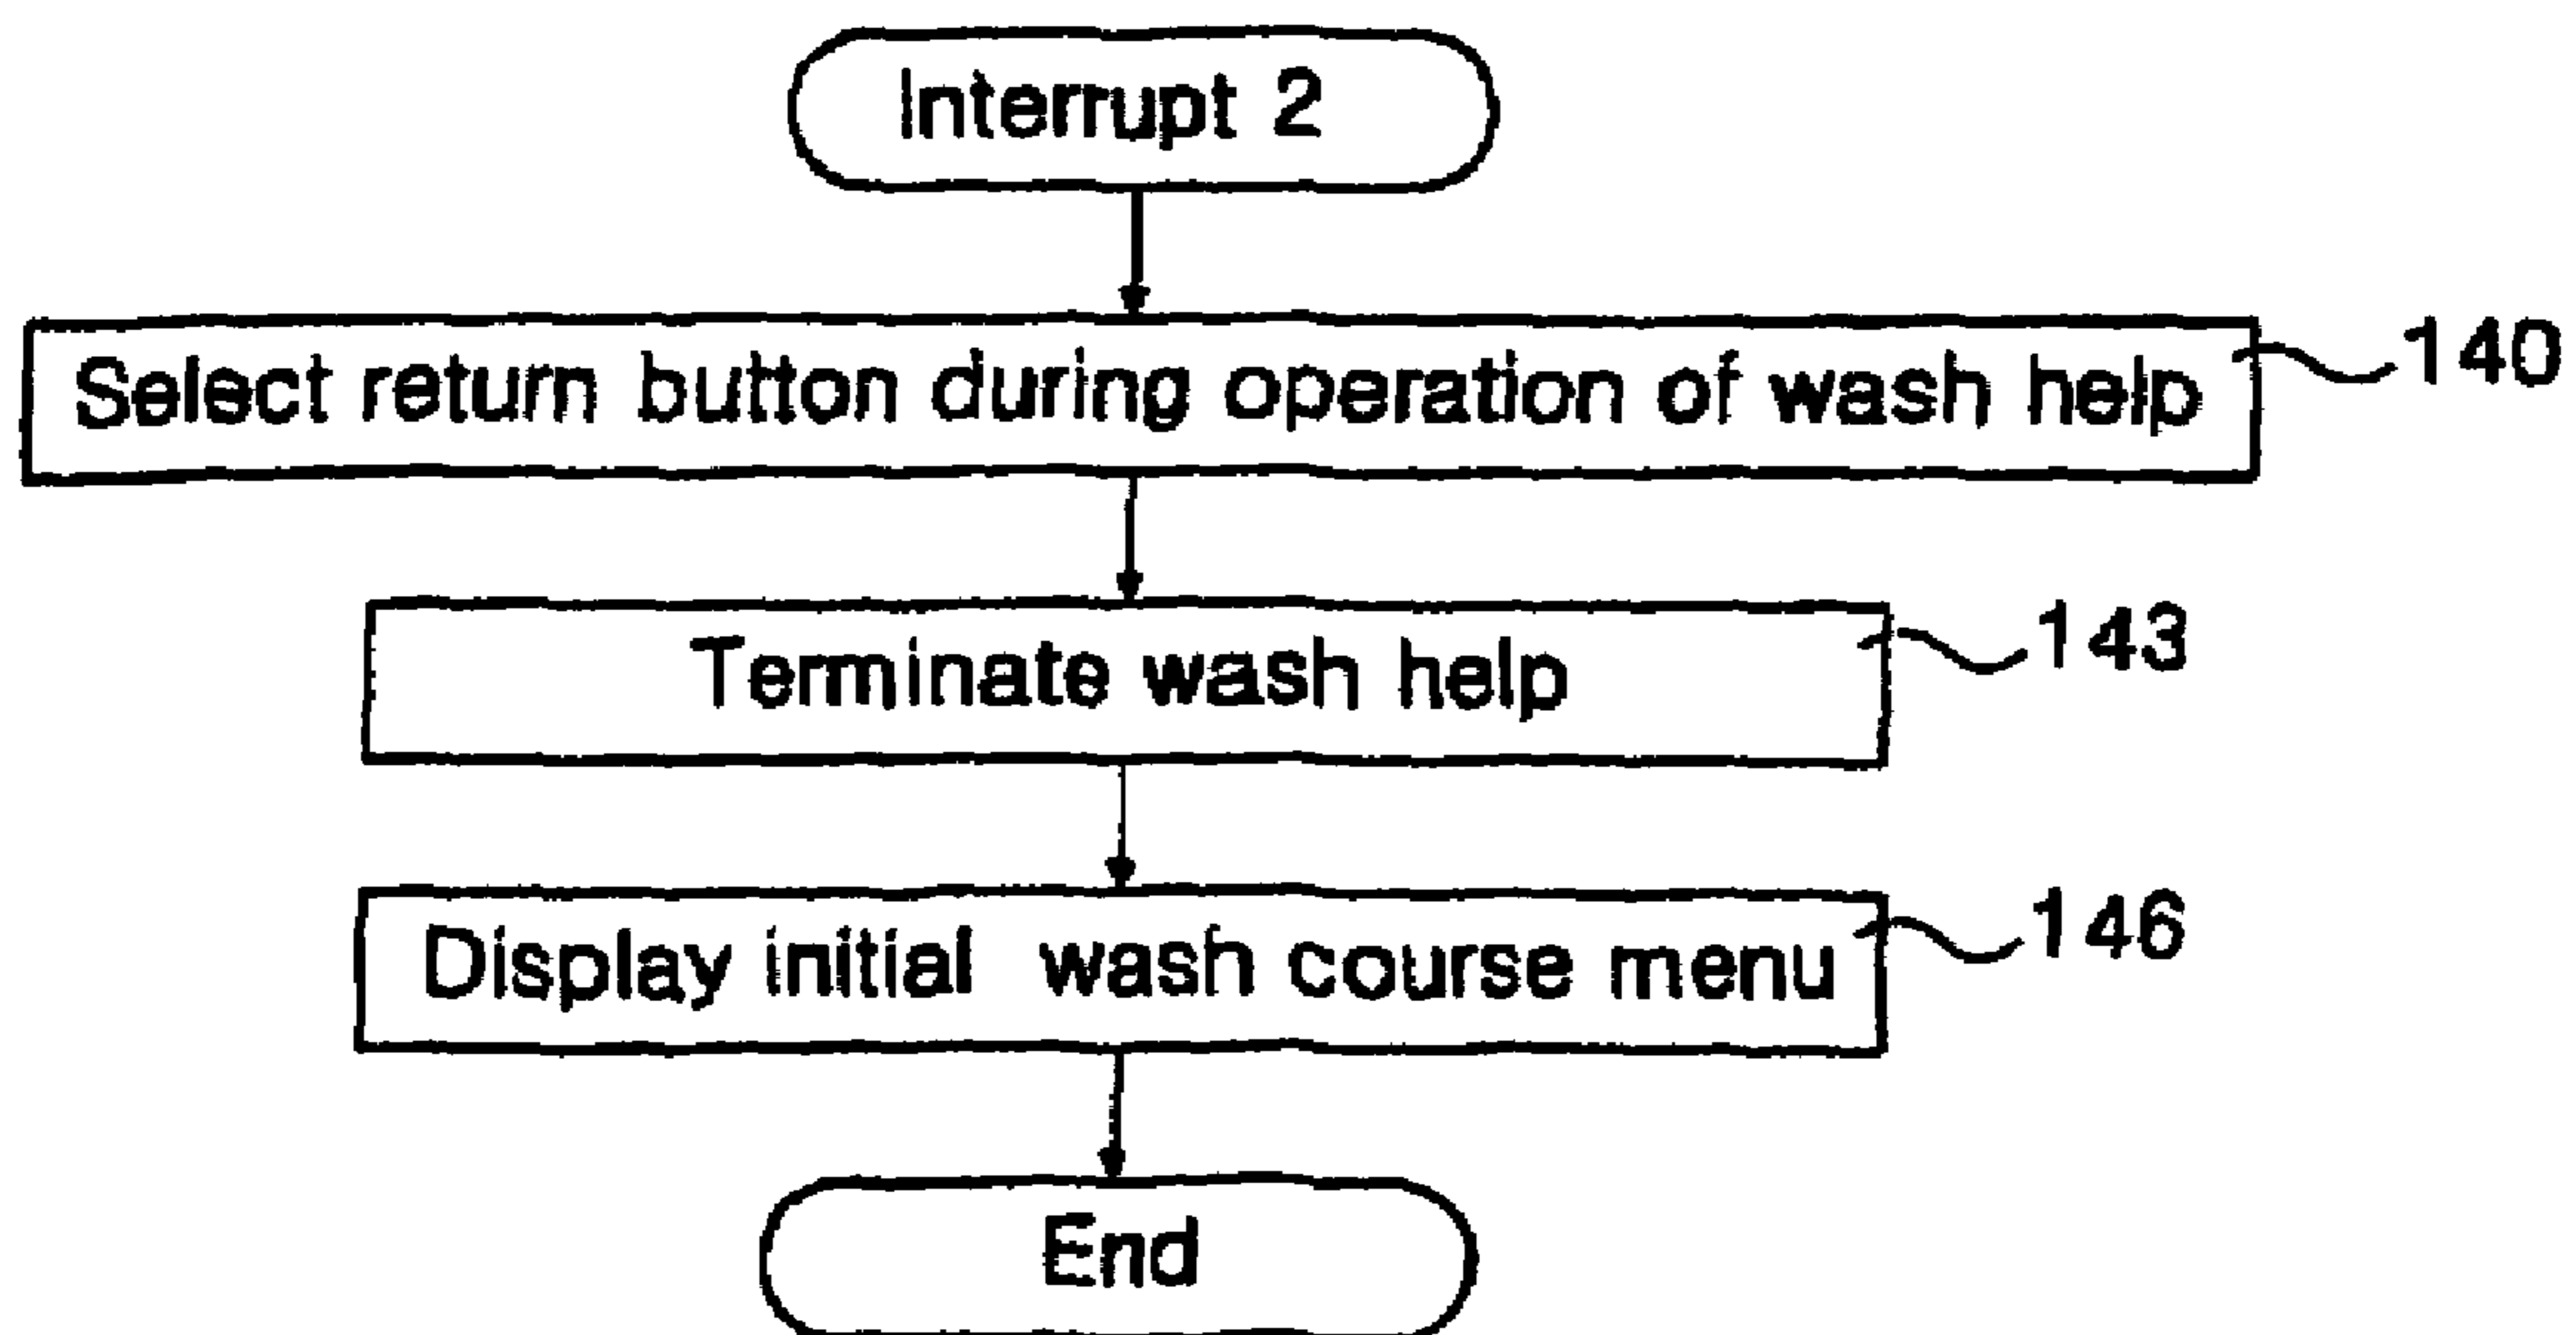 Interrupt 2
Select return button during operation of wash help
140
Terminate wash help
143
Display initial wash course menu
146
End